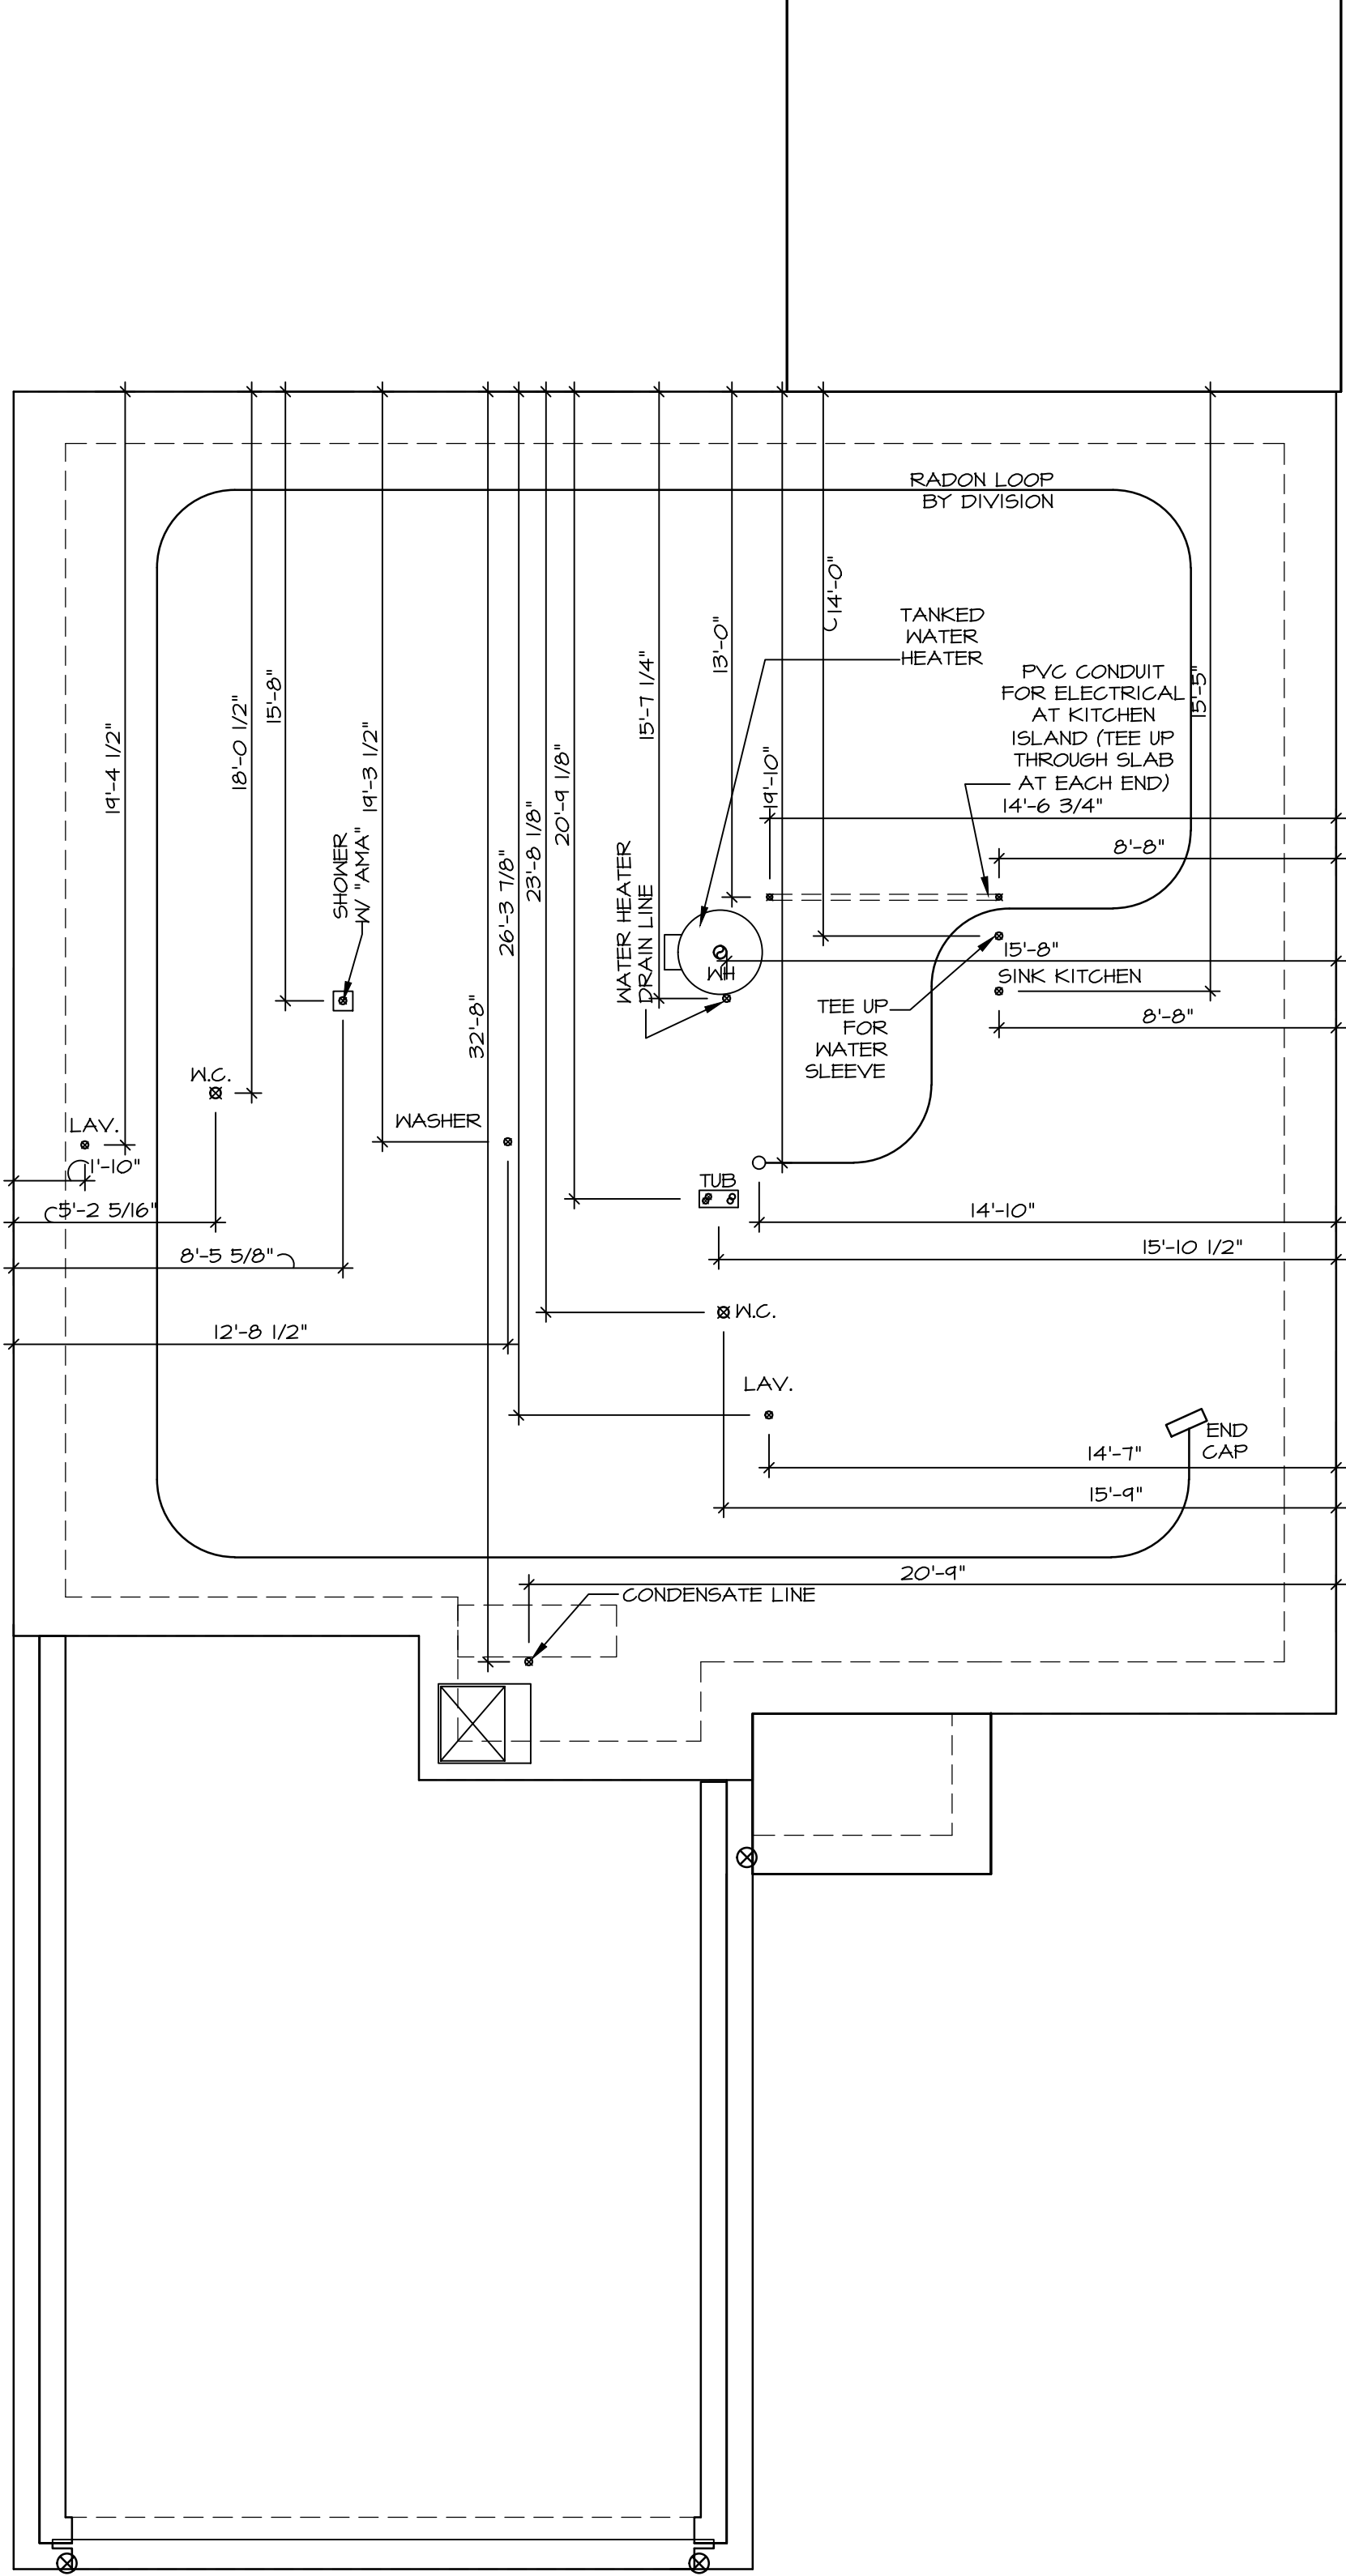 RADON LOOP
BY DIVISION
14'-0"
TANKED
WATER
HEATER
13'-0"
15'-7 1/4"
15'-8"
18'-0 1/2"
19'-4 1/2"
19'-3 1/2"
20'-9 1/8"
19'-10"
23'-8 1/8"
26'-3 7/8"
32'-8"
PVC CONDUIT
FOR ELECTRICAL
AT KITCHEN
ISLAND (TEE UP
THROUGH SLAB
AT EACH END)
15'-5"
14'-6 3/4"
8'-8"
SHOWER
W/ "AMA"
WATER HEATER
DRAIN LINE
WH
15'-8"
SINK KITCHEN
8'-8"
TEE UP
FOR
WATER
SLEEVE
W.C.
LAV.
WASHER
1'-10"
TUB
5'-2 5/16"
14'-10"
8'-5 5/8"
15'-10 1/2"
W.C.
12'-8 1/2"
LAV.
END
CAP
14'-7"
15'-9"
20'-9"
CONDENSATE LINE